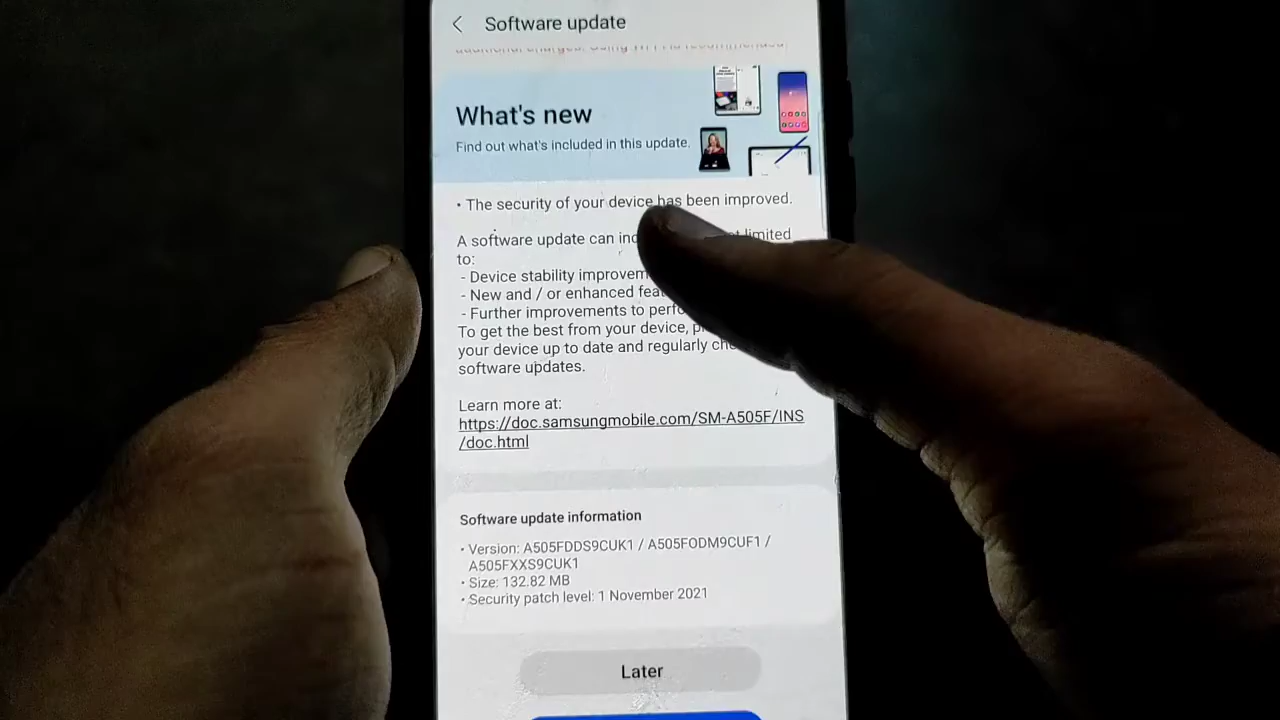 Software update
What's new
Find out what's included in this update.
• The security of your device has been improved.
A software update can limited
to:
- Device stability
- New and / or enhanced
- Further improvements to
To get the best from your device,
your device up to date and regularly
software updates.
Learn more at:
https://doc.samsungmobile.com/SM-A505F/INS
/doc.html
Software update information
• Version: A505FDDS9CUK1 / A505FODM9CUF1 /
A505FXXS9CUK1
• Size: 132.82 MB
• Security patch level: 1 November 2021
Later